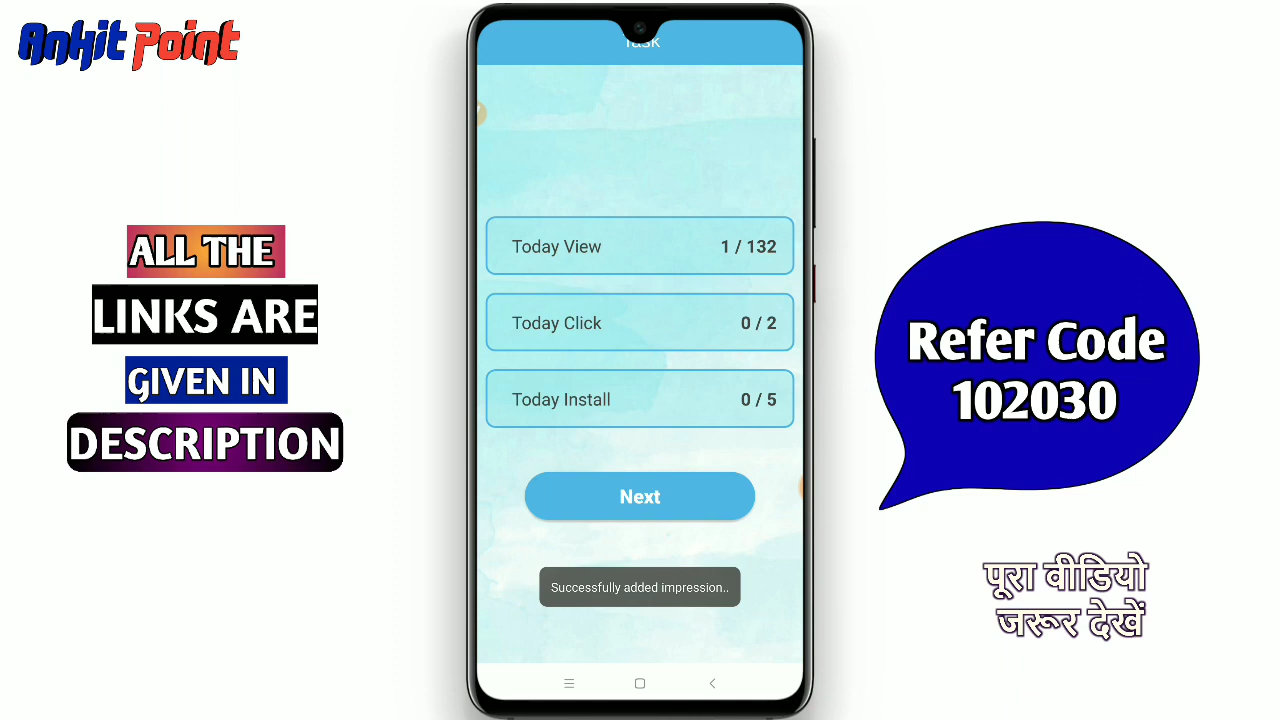 Ankit Point
Task
ALL THE
LINKS ARE
GIVEN IN
DESCRIPTION
Today View 1 / 132
Today Click 0 / 2
Today Install 0 / 5
Next
Successfully added impression..
Refer Code
102030
पूरा वीडियो
जरूर देखें